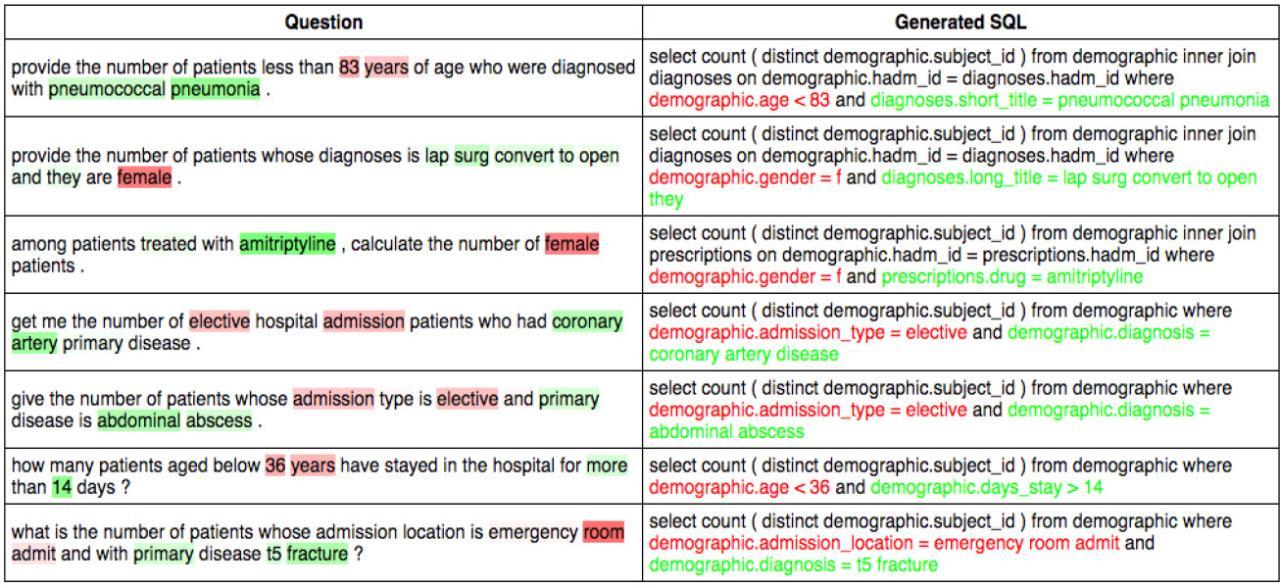 Question
Generated SQL
provide the number of patients less than 83 years of age who were diagnosed
with pneumococcal pneumonia .
select count ( distinct demographic.subject_id ) from demographic inner join
diagnoses on demographic.hadm_id = diagnoses.hadm_id where
demographic.age < 83 and diagnoses.short_title = pneumococcal pneumonia
provide the number of patients whose diagnoses is lap surg convert to open
and they are female .
select count ( distinct demographic.subject_id ) from demographic inner join
diagnoses on demographic.hadm_id = diagnoses.hadm_id where
demographic.gender = f and diagnoses.long_title = lap surg convert to open
they
among patients treated with amitriptyline , calculate the number of female
patients .
select count ( distinct demographic.subject_id ) from demographic inner join
prescriptions on demographic.hadm_id = prescriptions.hadm_id where
demographic.gender = f and prescriptions.drug = amitriptyline
get me the number of elective hospital admission patients who had coronary
artery primary disease .
select count ( distinct demographic.subject_id ) from demographic where
demographic.admission_type = elective and demographic.diagnosis =
coronary artery disease
give the number of patients whose admission type is elective and primary
disease is abdominal abscess .
select count ( distinct demographic.subject_id ) from demographic where
demographic.admission_type = elective and demographic.diagnosis =
abdominal abscess
how many patients aged below 36 years have stayed in the hospital for more
than 14 days ?
select count ( distinct demographic.subject_id ) from demographic where
demographic.age < 36 and demographic.days_stay > 14
what is the number of patients whose admission location is emergency room
admit and with primary disease t5 fracture ?
select count ( distinct demographic.subject_id ) from demographic where
demographic.admission_location = emergency room admit and
demographic.diagnosis = t5 fracture